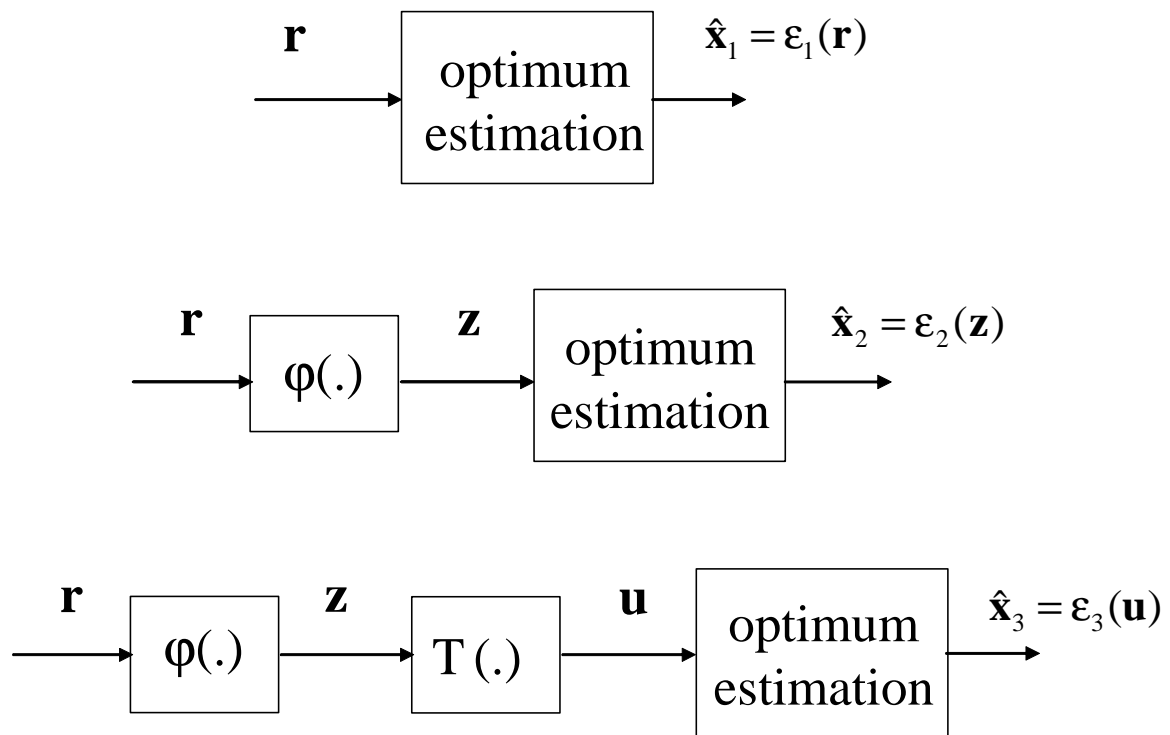 r
optimum
estimation
x̂₁ = ε₁(r)
r
φ(.)
z
optimum
estimation
x̂₂ = ε₂(z)
r
φ(.)
z
T(.)
u
optimum
estimation
x̂₃ = ε₃(u)